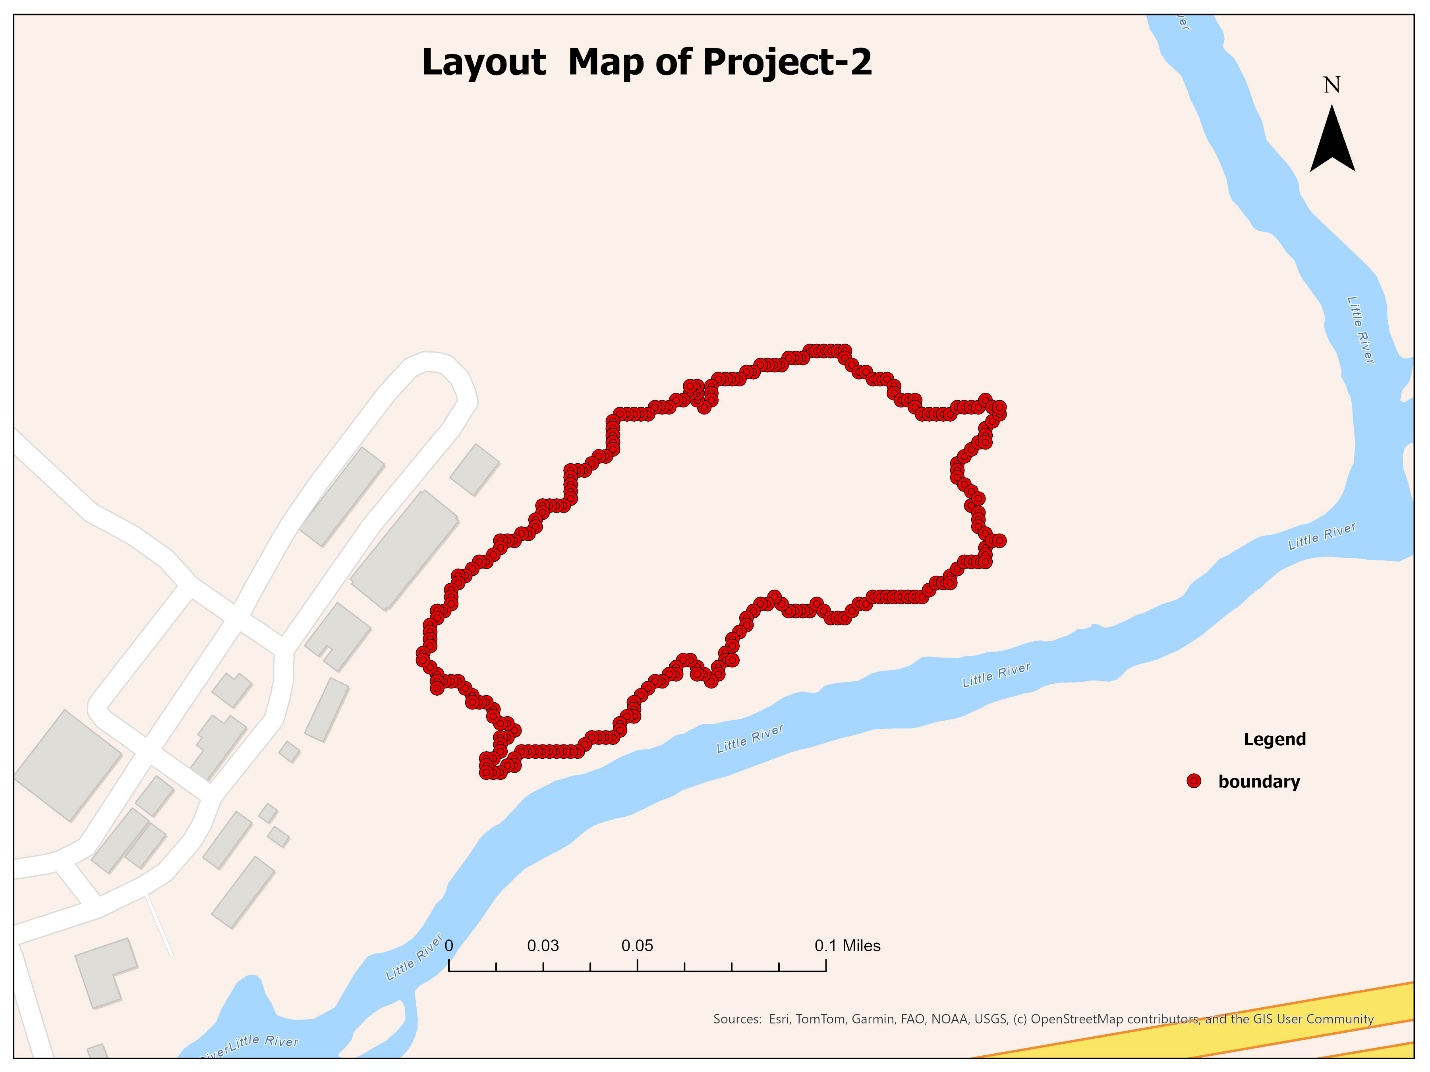 Layout  Map of Project-2
N
Little River
Little River
Little River
Little River
Legend
boundary
Little River
0 0.03 0.05 0.1 Miles
Sources: Esri, TomTom, Garmin, FAO, NOAA, USGS, (c) OpenStreetMap contributors, and the GIS User Community
Little River